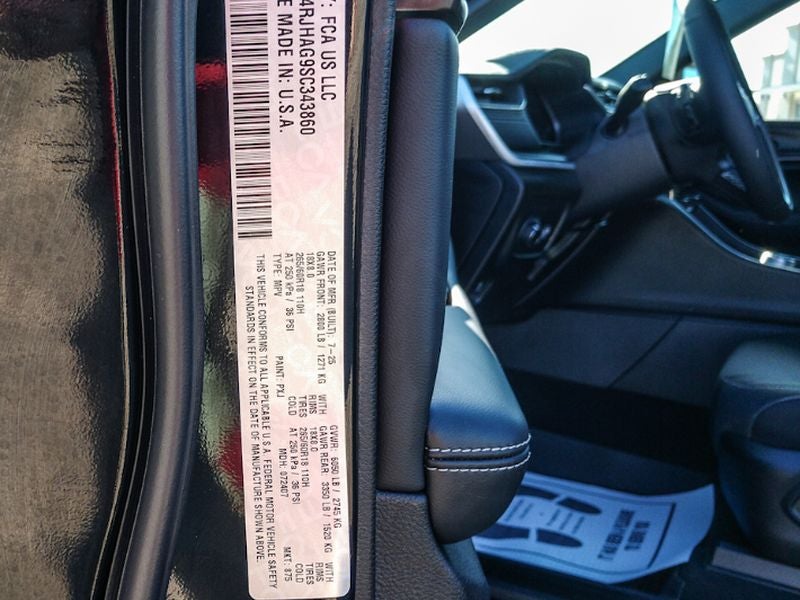 : FCA US LLC
4RJHAG9SC343860
E MADE IN: U.S.A.
DATE OF MFR (BUILT): 7-25 GVWR: 6050 LB / 2745 KG
GAWR FRONT: 2800 LB / 1271 KG WITH GAWR REAR: 3350 LB / 1520 KG WITH
18X8.0 RIMS 18X8.0 RIMS
265/60R18 110H TIRES 265/60R18 110H TIRES
AT 250 kPa / 36 PSI COLD AT 250 kPa / 36 PSI COLD
TYPE: MPV PAINT: PXJ MDH: 072407 MKT: 875
THIS VEHICLE CONFORMS TO ALL APPLICABLE U.S.A. FEDERAL MOTOR VEHICLE SAFETY
STANDARDS IN EFFECT ON THE DATE OF MANUFACTURE SHOWN ABOVE.